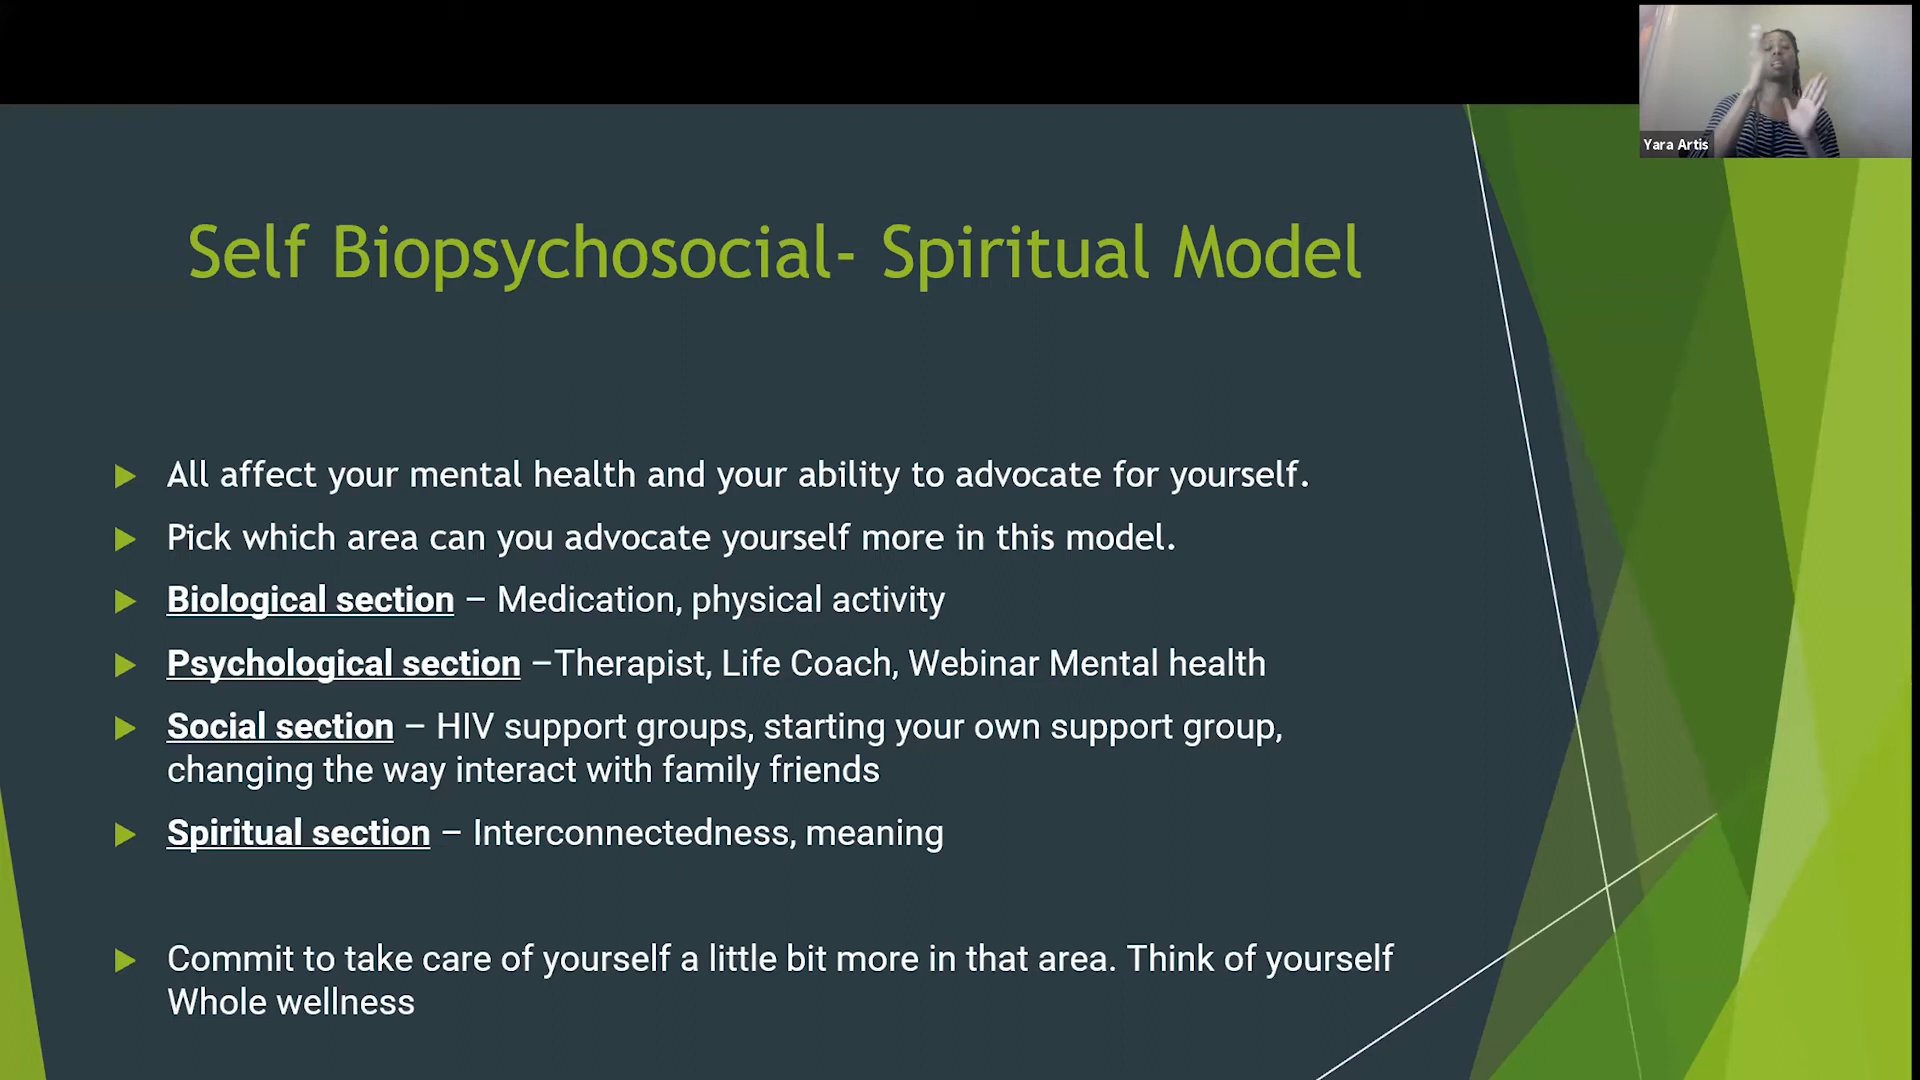 Yara Artis
Self Biopsychosocial- Spiritual Model
All affect your mental health and your ability to advocate for yourself.
Pick which area can you advocate yourself more in this model.
Biological section – Medication, physical activity
Psychological section –Therapist, Life Coach, Webinar Mental health
Social section – HIV support groups, starting your own support group,
changing the way interact with family friends
Spiritual section – Interconnectedness, meaning
Commit to take care of yourself a little bit more in that area. Think of yourself
Whole wellness